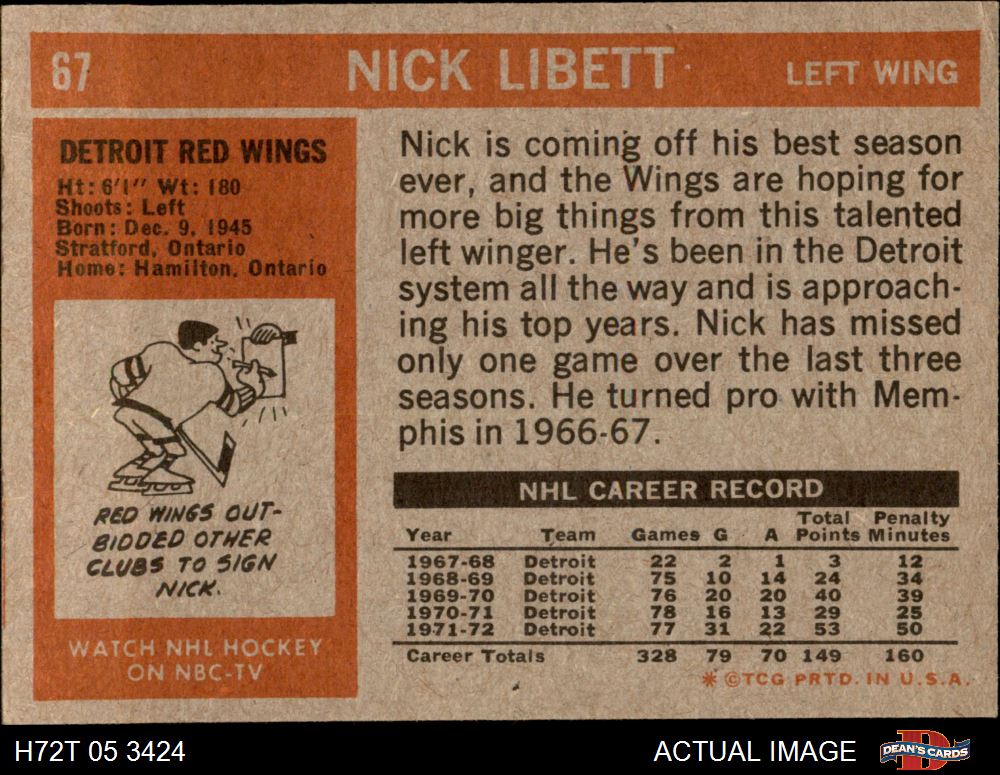 67 NICK LIBETT LEFT WING
DETROIT RED WINGS
Ht: 6'1" Wt: 180
Shoots: Left
Born: Dec. 9, 1945
Stratford, Ontario
Home: Hamilton, Ontario
RED WINGS OUT-
BIDDED OTHER
CLUBS TO SIGN
NICK.
WATCH NHL HOCKEY
ON NBC-TV
Nick is coming off his best season
ever, and the Wings are hoping for
more big things from this talented
left winger. He's been in the Detroit
system all the way and is approach-
ing his top years. Nick has missed
only one game over the last three
seasons. He turned pro with Mem-
phis in 1966-67.
NHL CAREER RECORD
Year Team Games G A Total Points Penalty Minutes
1967-68 Detroit 22 2 1 3 12
1968-69 Detroit 75 10 14 24 34
1969-70 Detroit 76 20 20 40 39
1970-71 Detroit 78 16 13 29 25
1971-72 Detroit 77 31 22 53 50
Career Totals 328 79 70 149 160
* ©TCG PRTD. IN U.S.A.
H72T 05 3424 ACTUAL IMAGE DEAN'S CARDS